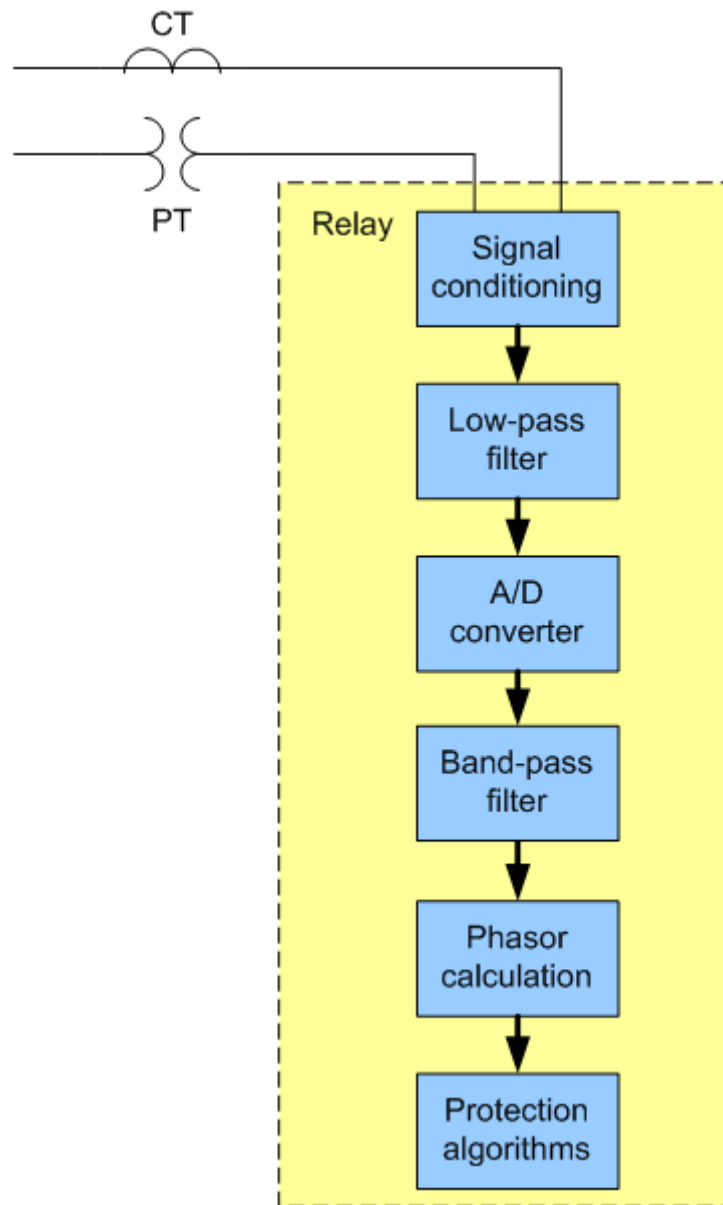 CT
PT
Relay
Signal
conditioning
Low-pass
filter
A/D
converter
Band-pass
filter
Phasor
calculation
Protection
algorithms